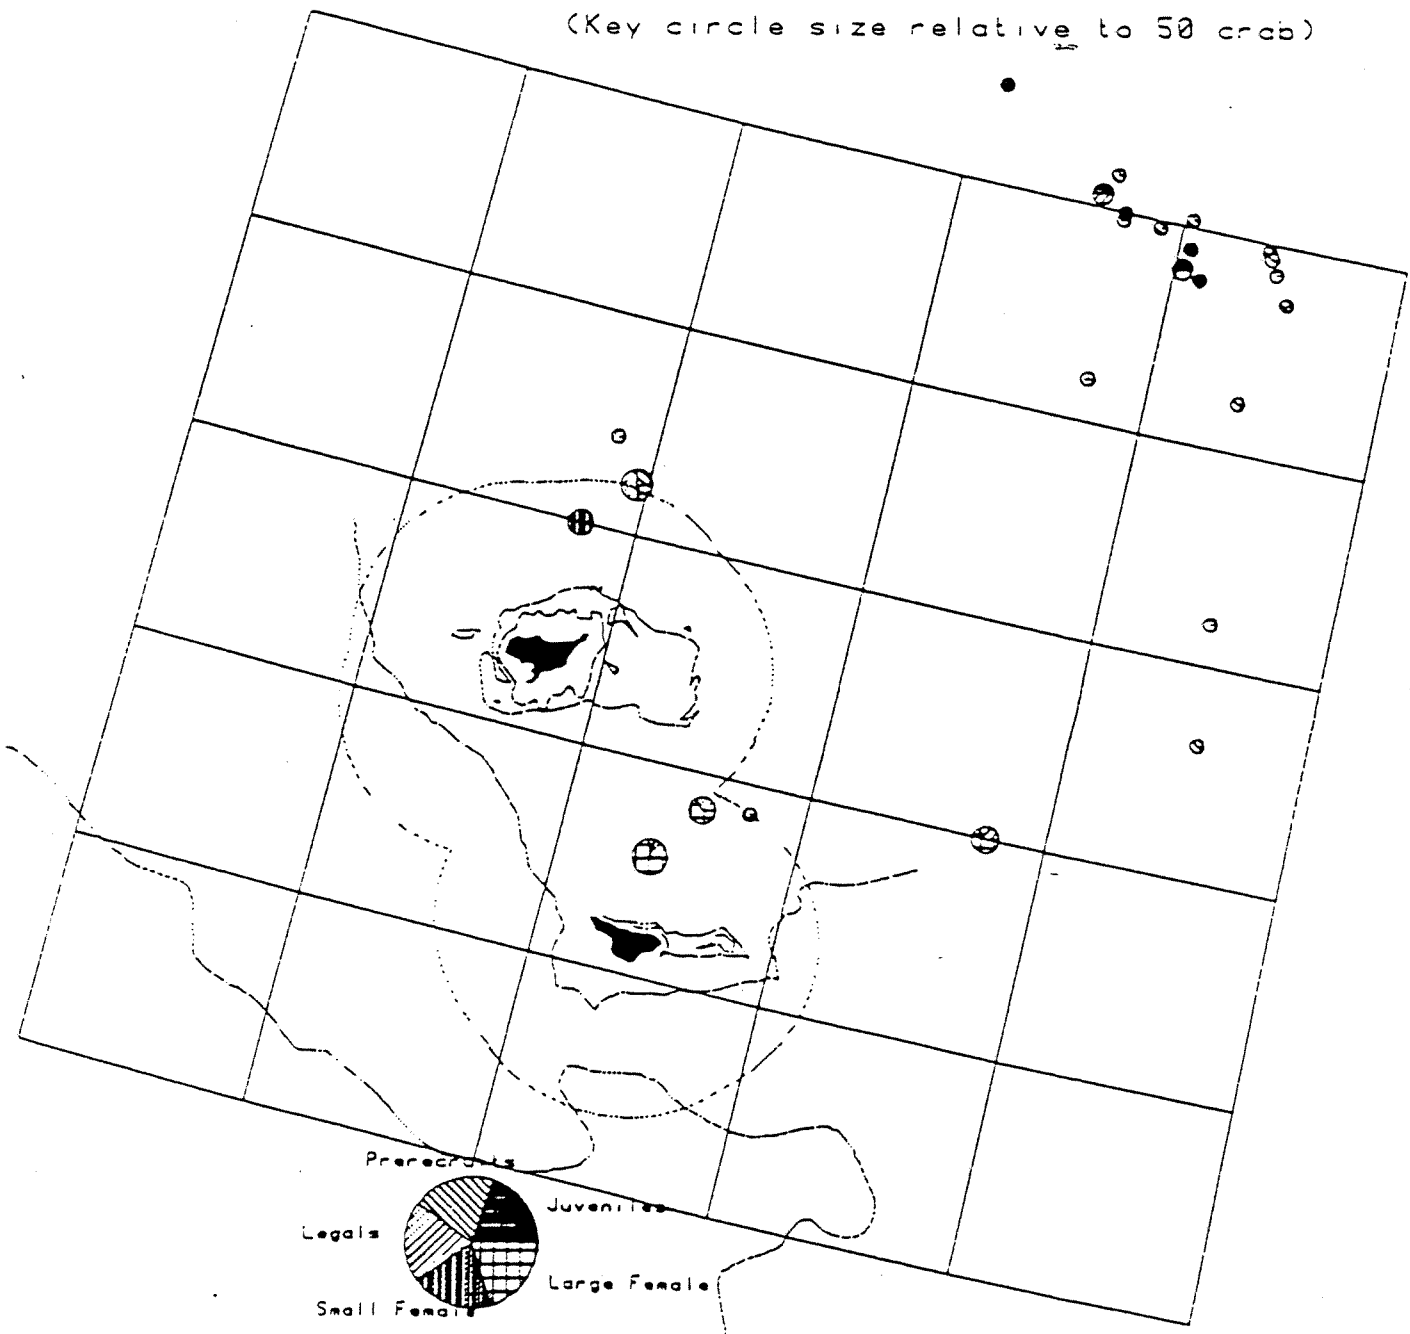 (Key circle size relative to 50 crab)
Prerecruits
Juveniles
Legals
Large Female
Small Female